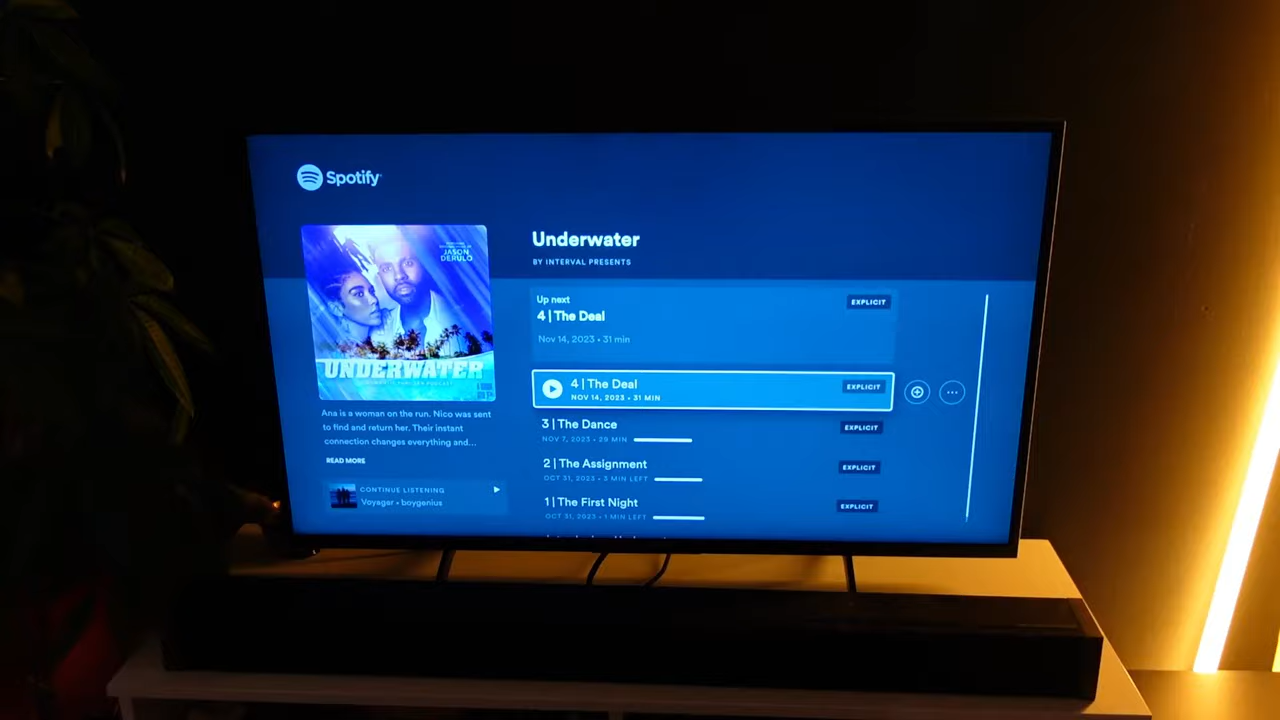 Spotify
JASON
DERULO
UNDERWATER
Ana is a woman on the run. Nico was sent
to find and return her. Their instant
connection changes everything and...
READ MORE
CONTINUE LISTENING
Voyager • boygenius
Underwater
BY INTERVAL PRESENTS
Up next
EXPLICIT
4 | The Deal
Nov 14, 2023 • 31 min
4 | The Deal
EXPLICIT
NOV 14, 2023 • 31 MIN
3 | The Dance
EXPLICIT
NOV 7, 2023 • 29 MIN
2 | The Assignment
EXPLICIT
OCT 31, 2023 • 3 MIN LEFT
1 | The First Night
EXPLICIT
OCT 31, 2023 • 1 MIN LEFT